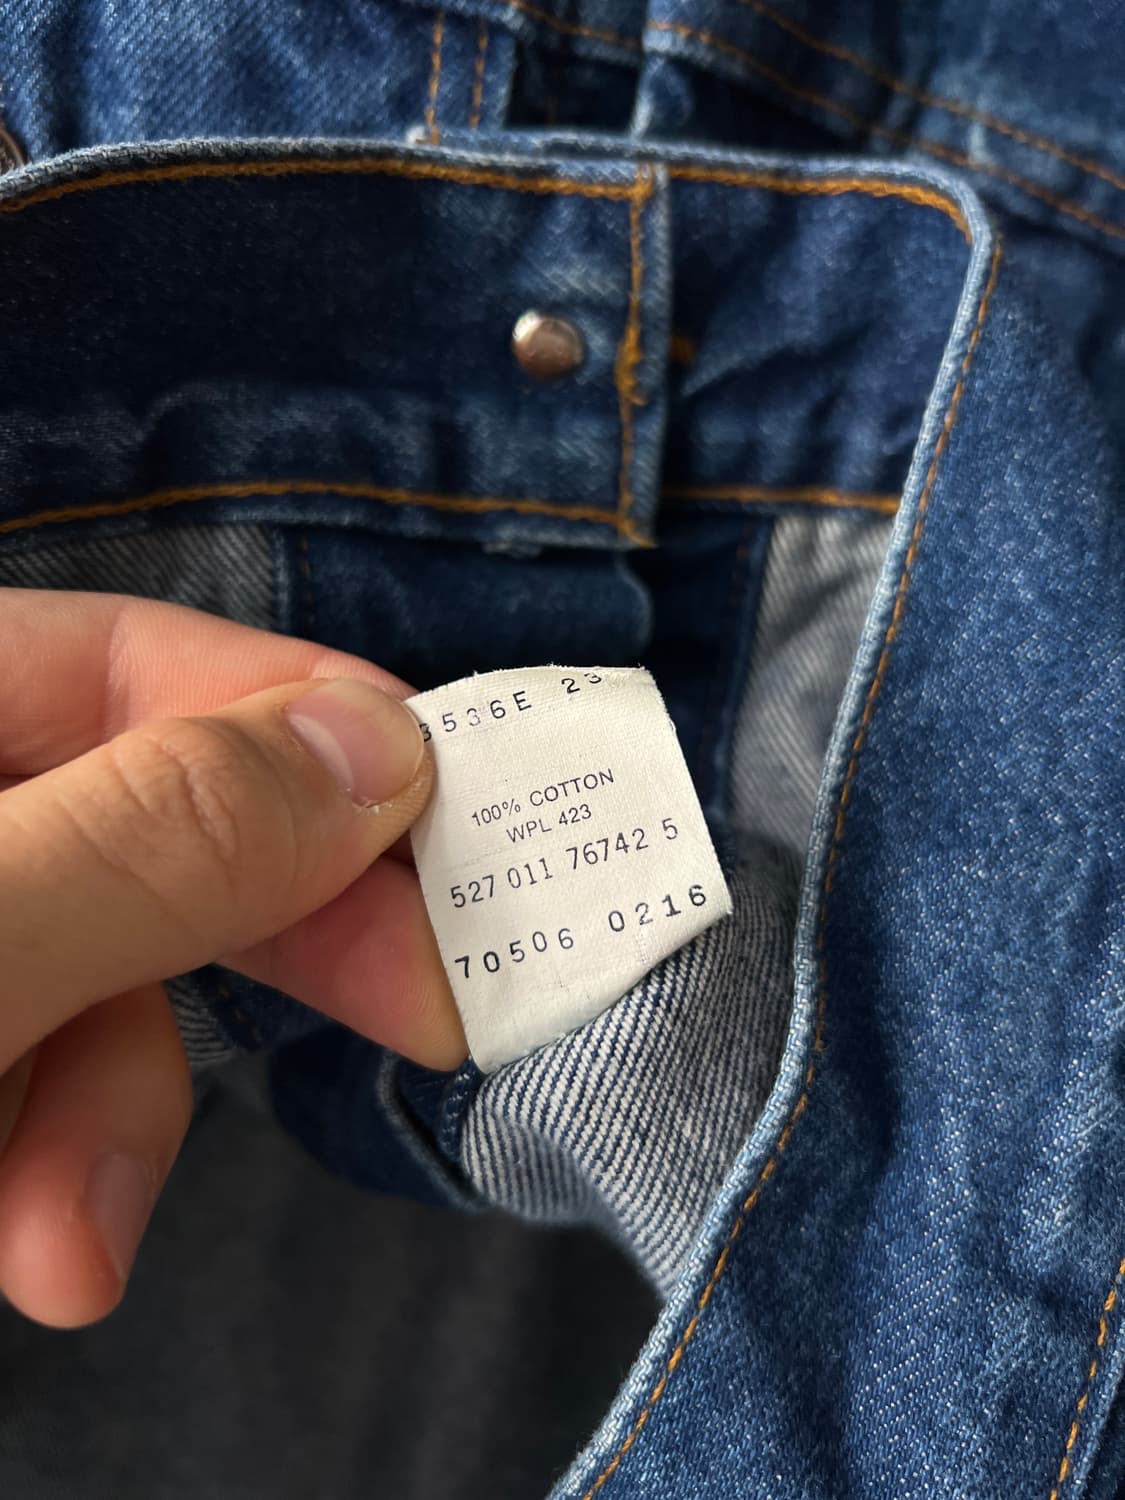 3536E 23
100% COTTON
WPL 423
527 011 76742 5
70506 0216